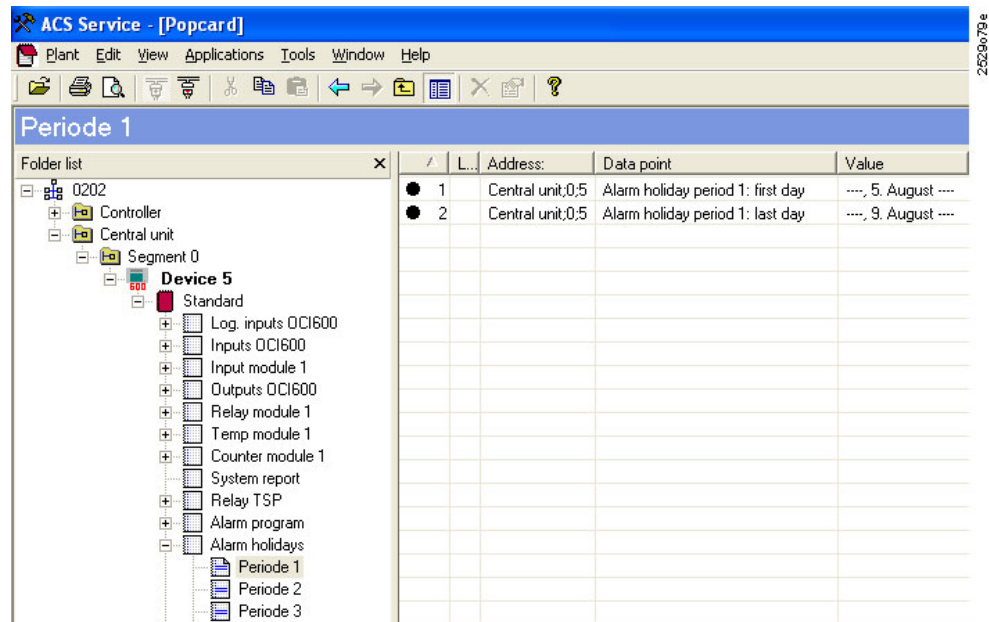 ACS Service - [Popcard]
Plant Edit View Applications Tools Window Help
Periode 1
Folder list
L... Address: Data point Value
1 Central unit;0;5 Alarm holiday period 1: first day ----, 5. August ----
2 Central unit;0;5 Alarm holiday period 1: last day ----, 9. August ----
0202
Controller
Central unit
Segment 0
600 Device 5
Standard
Log. inputs OCI600
Inputs OCI600
Input module 1
Outputs OCI600
Relay module 1
Temp module 1
Counter module 1
System report
Relay TSP
Alarm program
Alarm holidays
Periode 1
Periode 2
Periode 3
2529o79e